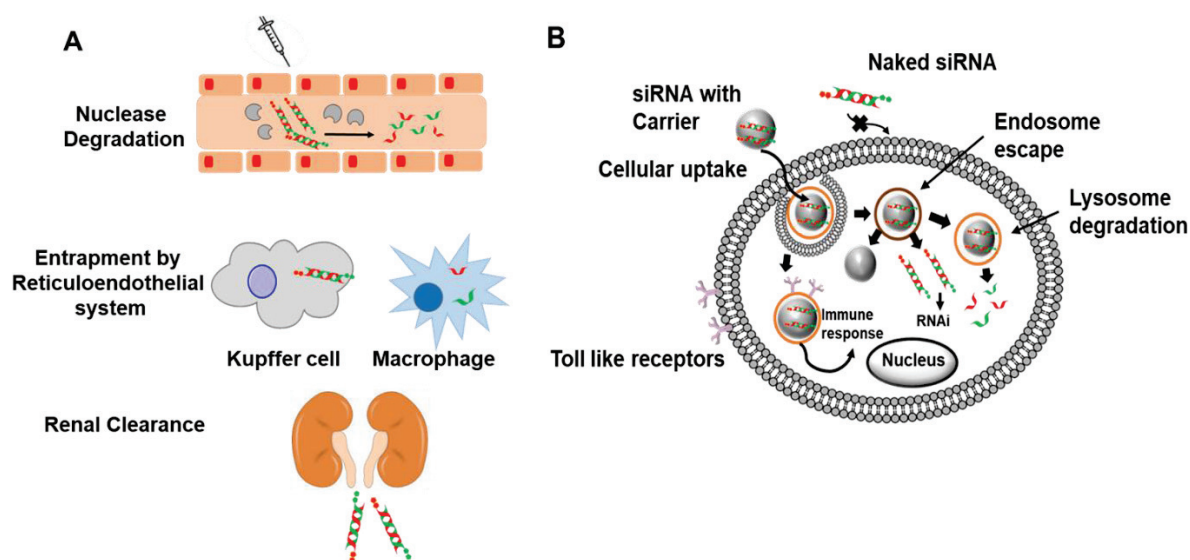 A
Nuclease
Degradation
Entrapment by
Reticuloendothelial
system
Kupffer cell
Macrophage
Renal Clearance
B
Naked siRNA
siRNA with
Carrier
Cellular uptake
Endosome
escape
Lysosome
degradation
Immune
response
RNAi
Toll like receptors
Nucleus